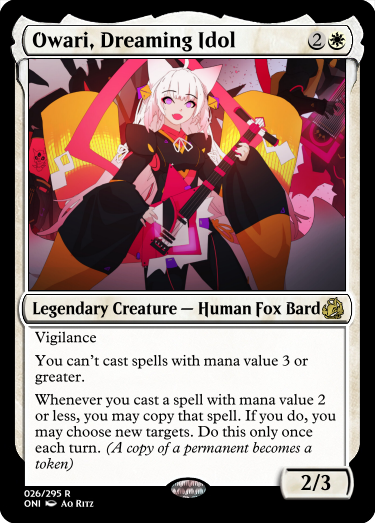 Owari, Dreaming Idol 2
Legendary Creature — Human Fox Bard
Vigilance
You can't cast spells with mana value 3 or
greater.
Whenever you cast a spell with mana value 2
or less, you may copy that spell. If you do, you
may choose new targets. Do this only once
each turn. (A copy of a permanent becomes a
token)
026/295 R
ONI Ao Ritz
2/3